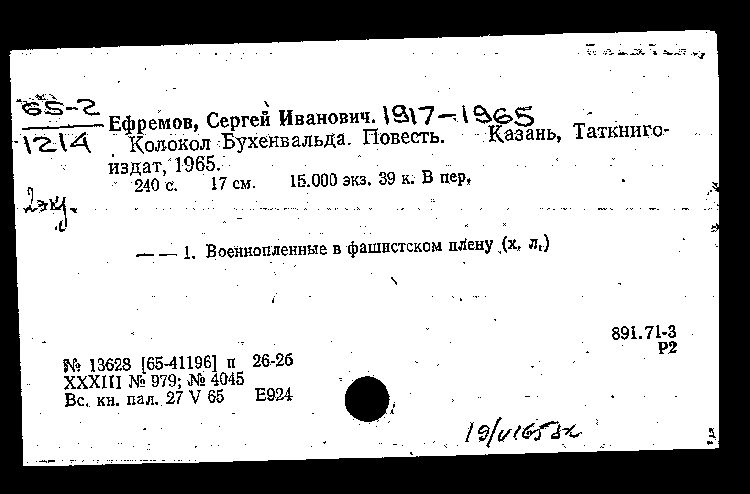 65-2
1214
Ефремов, Сергей Иванович. 1917-1965
Колокол Бухенвальда. Повесть. Казань, Таткниго-
издат, 1965.
240 с. 17 см. 15.000 экз. 39 к. В пер.
2 экз.
— — 1. Военнопленные в фашистском плену (х. л.)
891.71-3
Р2
№ 13628 [65-41196] п 26-26
XXXIII № 979; № 4045
Вс. кн. пал. 27 V 65 Е924